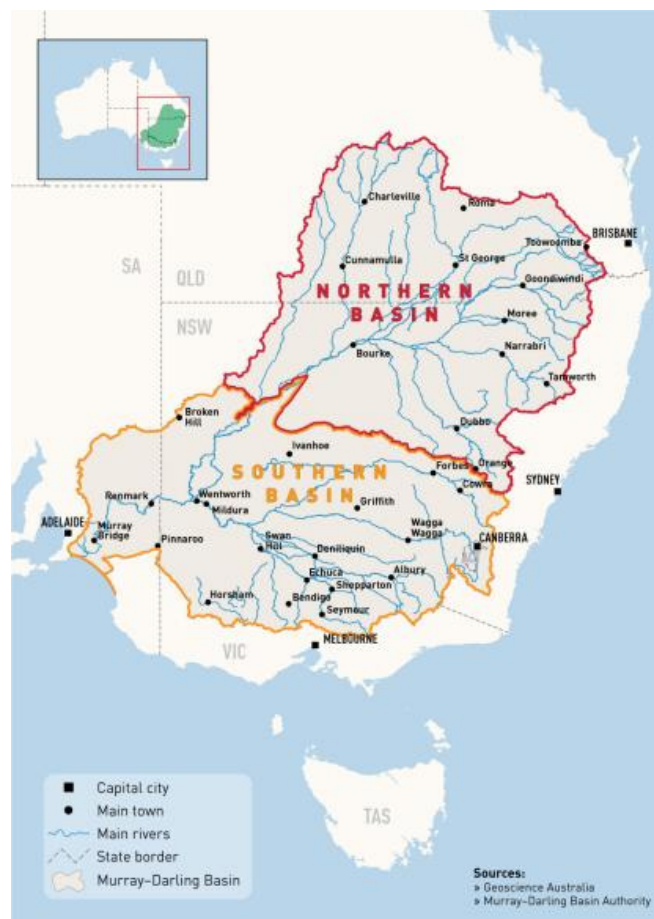 Charleville
Roma
BRISBANE
Toowoomba
SA
QLD
Cunnamulla
St George
Goondiwindi
NORTHERN
BASIN
NSW
Moree
Bourke
Narrabri
Tamworth
Broken
Hill
Dubbo
Ivanhoe
SOUTHERN
BASIN
Forbes
Orange
Cowra
SYDNEY
Renmark
Wentworth
Mildura
Griffith
ADELAIDE
Murray
Bridge
Pinnaroo
Swan
Hill
Deniliquin
Wagga
Wagga
CANBERRA
Echuca
Albury
Shepparton
Horsham
Bendigo
Seymour
VIC
MELBOURNE
TAS
Capital city
Main town
Main rivers
State border
Murray–Darling Basin
Sources:
» Geoscience Australia
» Murray–Darling Basin Authority